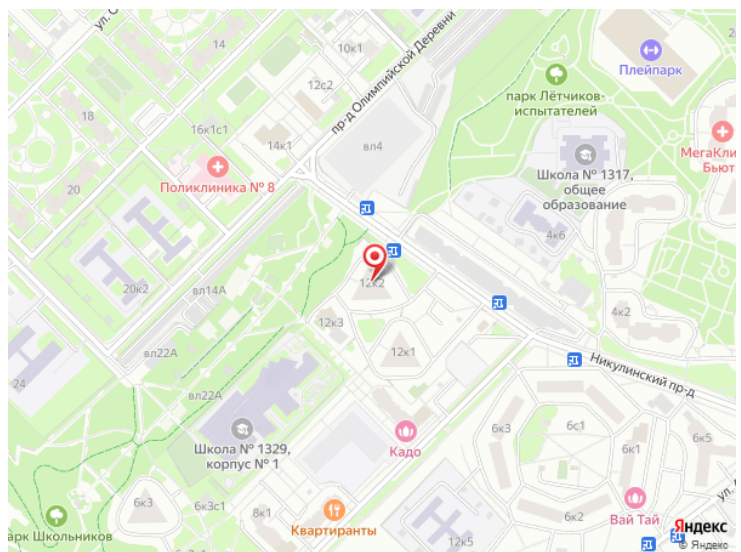 ул. С
14
10к1
12с2
пр-д Олимпийской Деревни
Плейпарк
парк Лётчиков-
испытателей
18
16к1с1
14к1
вл4
МегаКли
Бьют
Поликлиника № 8
Школа № 1317,
общее
образование
20
4к6
20к2
вл14А
12к2
4к2
12к3
вл22А
12к1
24
Никулинский пр-д
вл22А
Школа № 1329,
корпус № 1
Кадо
6к3
6с1
6к5
6к3
6к3с1
8к1
Квартиранты
12к5
6к2
Вай Тай
ул. А
арк Школьников
Яндекс
© Яндекс